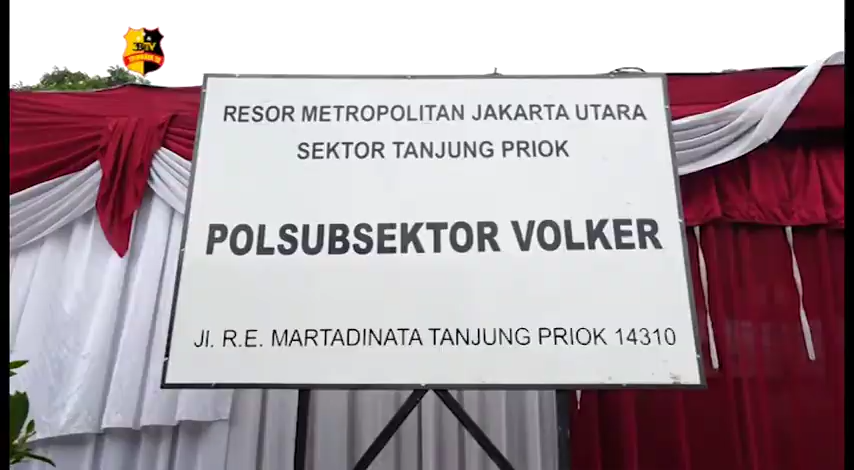 RESOR METROPOLITAN JAKARTA UTARA
SEKTOR TANJUNG PRIOK
POLSUBSEKTOR VOLKER
Jl. R.E. MARTADINATA TANJUNG PRIOK 14310